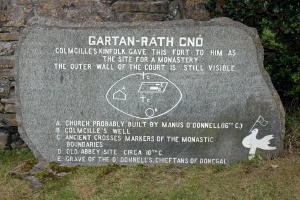 GARTAN-RATH CNÓ
COLMCILLE'S KINFOLK GAVE THIS FORT TO HIM AS
THE SITE FOR A MONASTERY
THE OUTER WALL OF THE COURT IS STILL VISIBLE
A. CHURCH PROBABLY BUILT BY MANUS O'DONNELL (16TH C.)
B. COLMCILLE'S WELL
C. ANCIENT CROSSES MARKERS OF THE MONASTIC
BOUNDARIES
D. OLD ABBEY SITE CIRCA 10TH C.
E. GRAVE OF THE O'DONNELL'S, CHIEFTANS OF DONEGAL